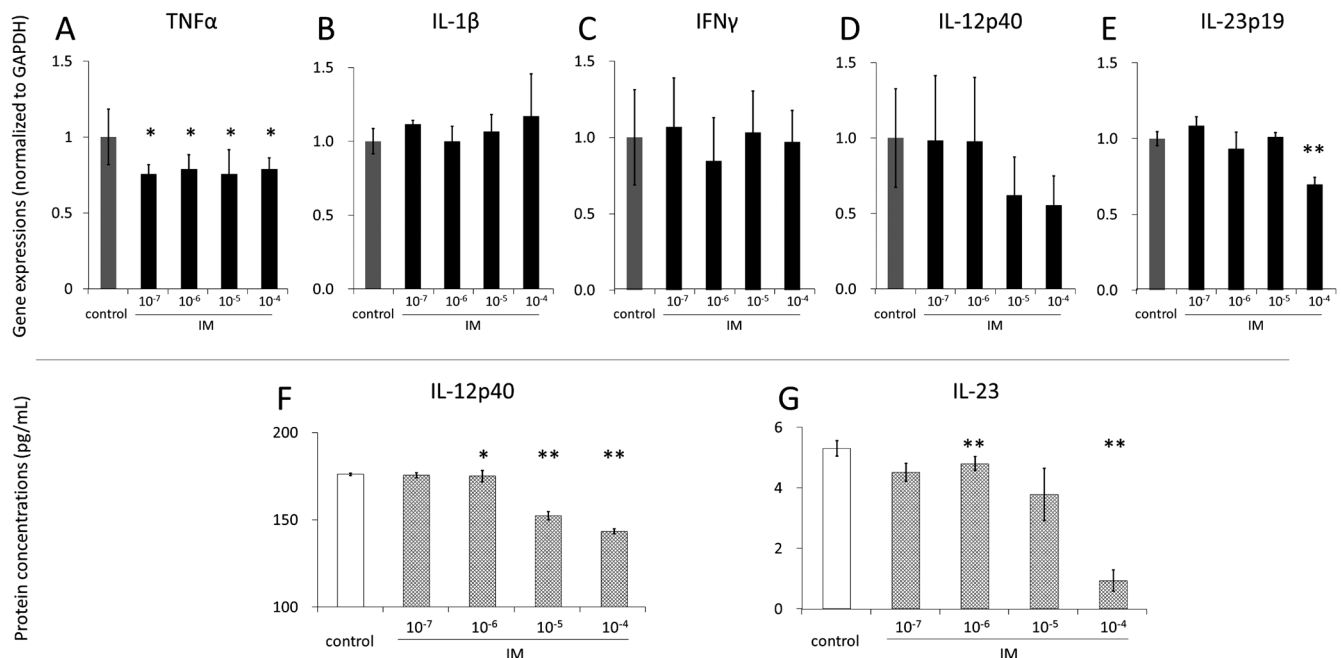 A TNFα
B IL-1β
C IFNγ
D IL-12p40
E IL-23p19
Gene expressions (normalized to GAPDH)
1.5
1
0.5
0
* * * *
control 10-7 10-6 10-5 10-4
IM
1.5
1.0
0.5
0.0
control 10-7 10-6 10-5 10-4
IM
1.5
1.0
0.5
0.0
control 10-7 10-6 10-5 10-4
IM
1.5
1.0
0.5
0.0
control 10-7 10-6 10-5 10-4
IM
1.5
1.0
0.5
0.0
**
control 10-7 10-6 10-5 10-4
IM
F IL-12p40
G IL-23
Protein concentrations (pg/mL)
200
150
100
* ** **
control 10-7 10-6 10-5 10-4
IM
6
4
2
0
** **
control 10-7 10-6 10-5 10-4
IM